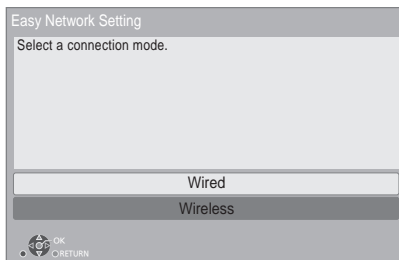 Easy Network Setting
Select a connection mode.
Wired
Wireless
OK
RETURN